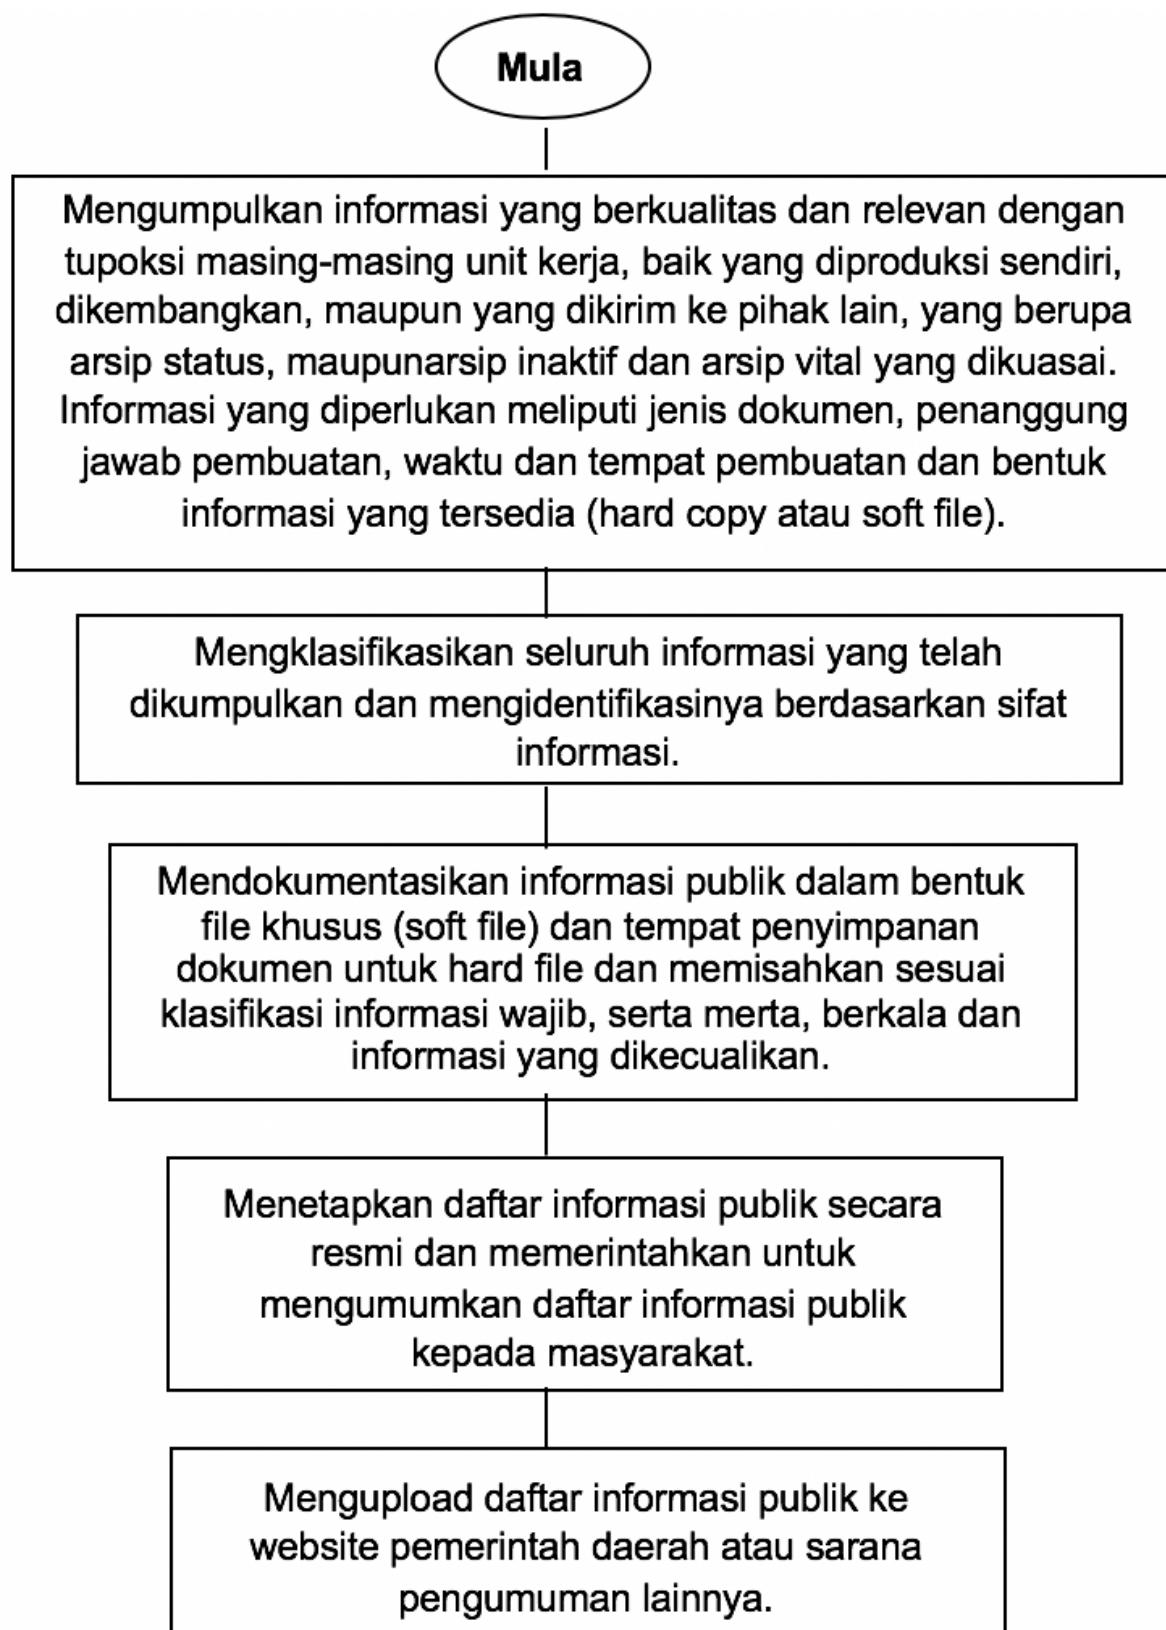 Mula
Mengumpulkan informasi yang berkualitas dan relevan dengan
tupoksi masing-masing unit kerja, baik yang diproduksi sendiri,
dikembangkan, maupun yang dikirim ke pihak lain, yang berupa
arsip status, maupunarsip inaktif dan arsip vital yang dikuasai.
Informasi yang diperlukan meliputi jenis dokumen, penanggung
jawab pembuatan, waktu dan tempat pembuatan dan bentuk
informasi yang tersedia (hard copy atau soft file).
Mengklasifikasikan seluruh informasi yang telah
dikumpulkan dan mengidentifikasinya berdasarkan sifat
informasi.
Mendokumentasikan informasi publik dalam bentuk
file khusus (soft file) dan tempat penyimpanan
dokumen untuk hard file dan memisahkan sesuai
klasifikasi informasi wajib, serta merta, berkala dan
informasi yang dikecualikan.
Menetapkan daftar informasi publik secara
resmi dan memerintahkan untuk
mengumumkan daftar informasi publik
kepada masyarakat.
Mengupload daftar informasi publik ke
website pemerintah daerah atau sarana
pengumuman lainnya.